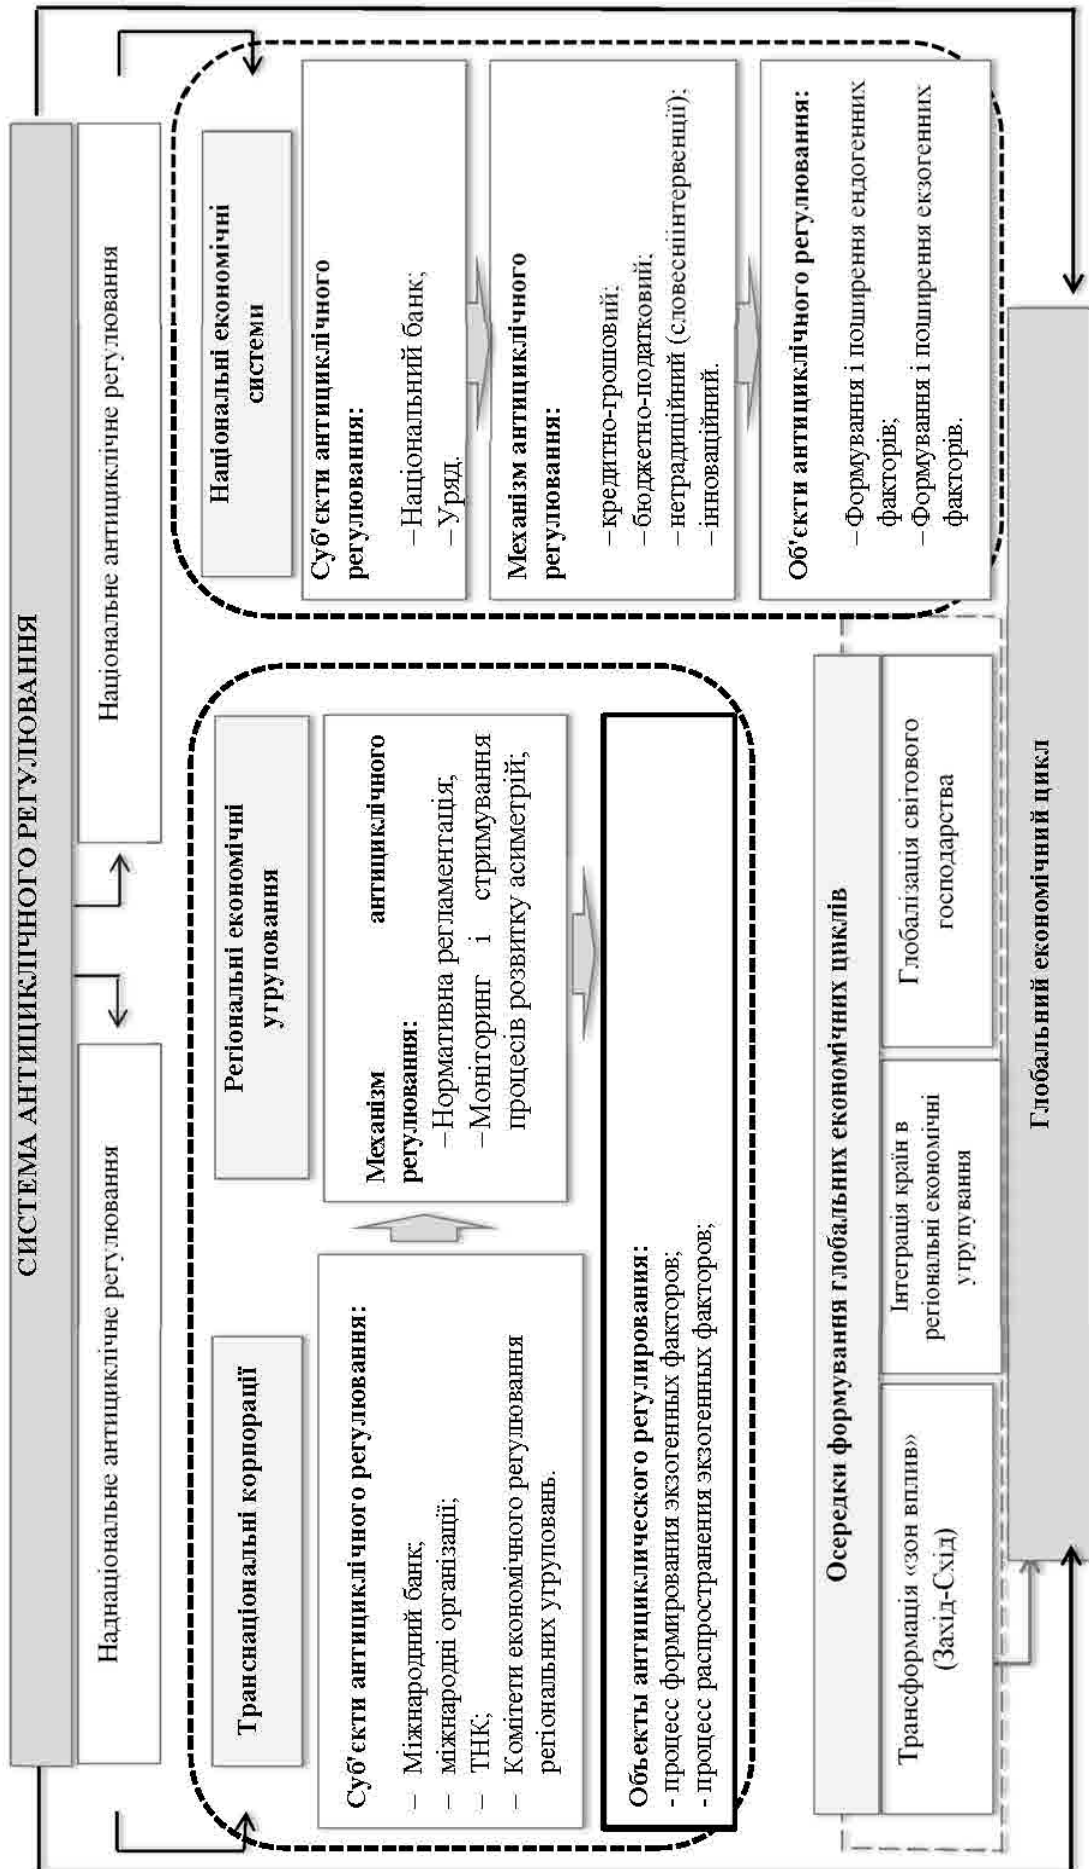 СИСТЕМА АНТИЦИКЛІЧНОГО РЕГУЛЮВАННЯ
Наднаціональне антициклічне регулювання
Національне антициклічне регулювання
Транснаціональні корпорації
Регіональні економічні
угруповання
Суб'єкти антициклічного регулювання:
– Міжнародний банк;
– міжнародні організації;
– ТНК;
– Комітети економічного регулювання
регіональних угруповань.
Механізм антициклічного
регулювання:
–Нормативна регламентація;
–Моніторинг і стримування
процесів розвитку асиметрій;
Объекты антициклического регулирования:
- процесс формирования экзогенных факторов;
- процесс распространения экзогенных факторов;
Національні економічні
системи
Суб'єкти антициклічного
регулювання:
–Національний банк;
–Уряд.
Механізм антициклічного
регулювання:
–кредитно-грошовий;
–бюджетно-податковий;
–нетрадиційний (словесніінтервенції);
–інноваційний.
Об'єкти антициклічного регулювання:
–Формування і поширення ендогенних
факторів;
–Формування і поширення екзогенних
факторів.
Осередки формування глобальних економічних циклів
Трансформація «зон вплив»
(Захід-Схід)
Інтеграція країн в
регіональні економічні
угрупування
Глобалізація світового
господарства
Глобальний економічний цикл